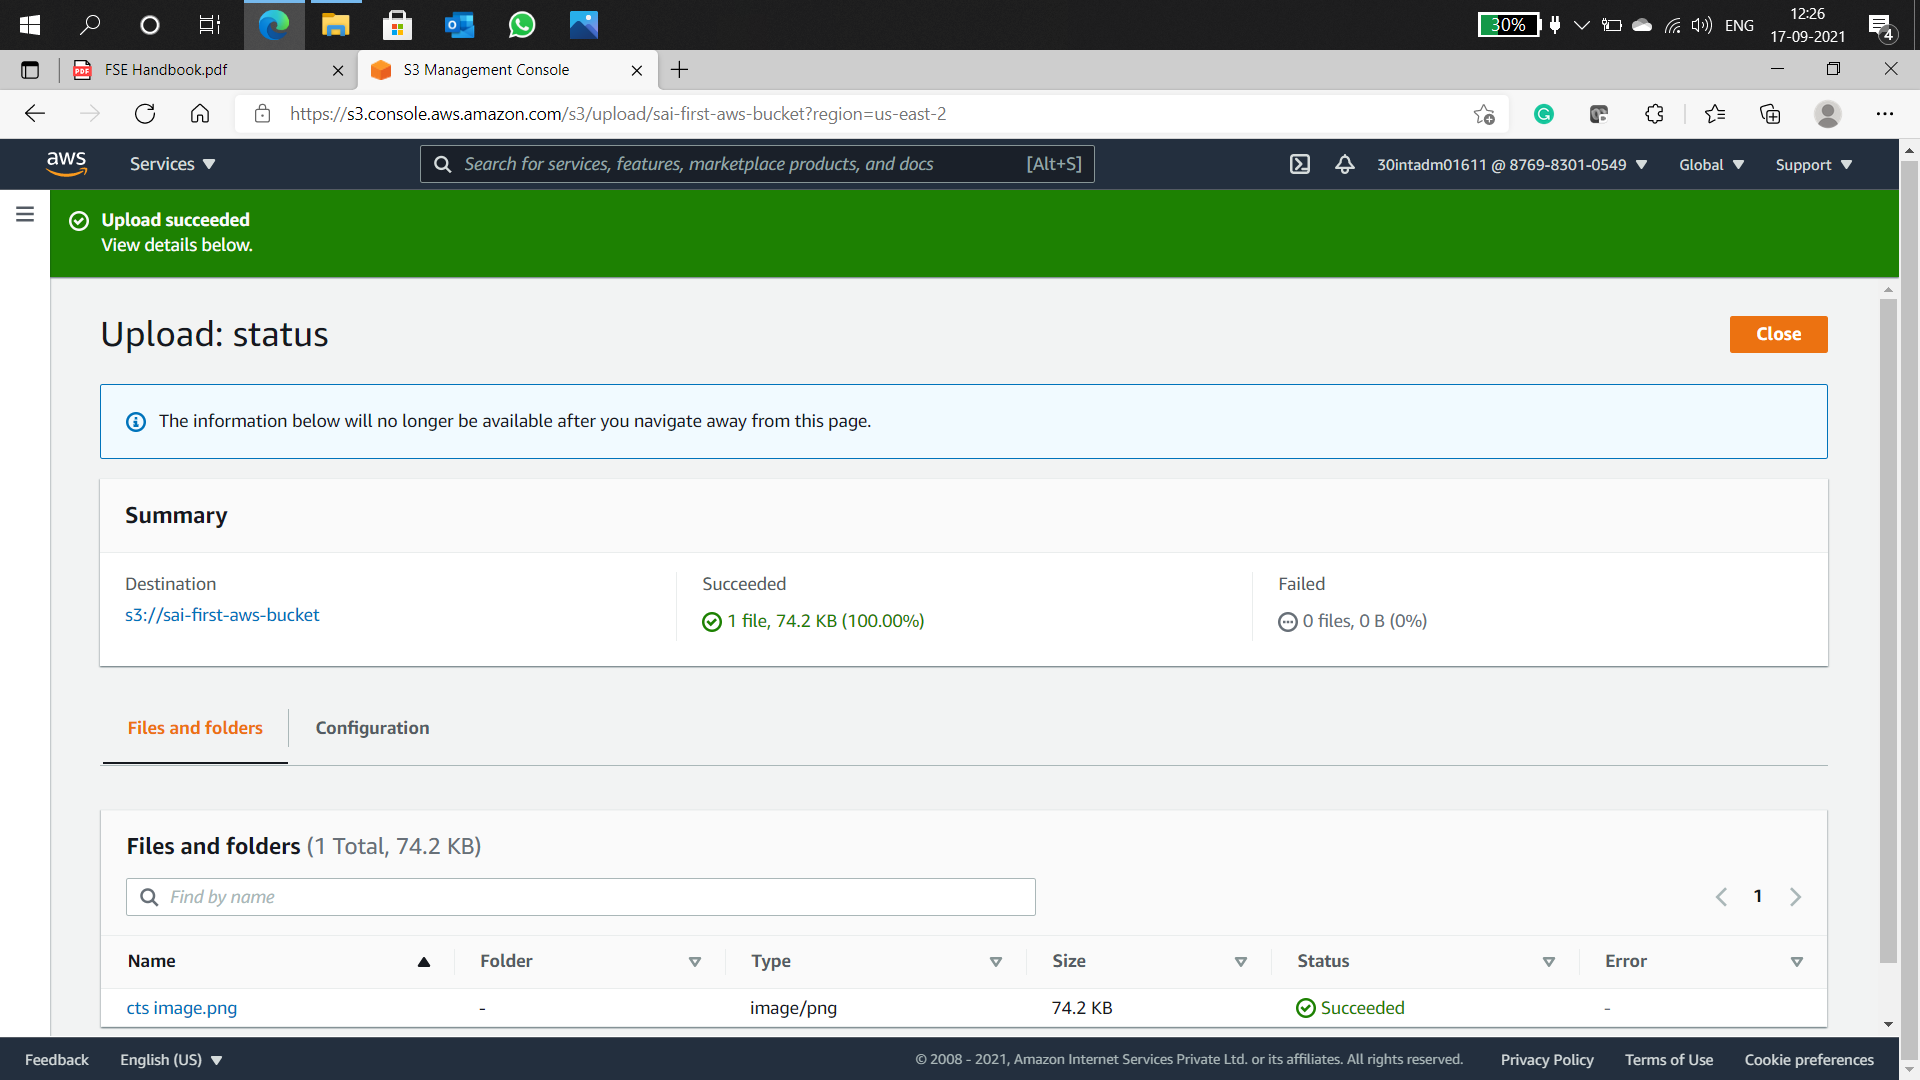 30%
ENG
12:26
17-09-2021
4
FSE Handbook.pdf
S3 Management Console
https://s3.console.aws.amazon.com/s3/upload/sai-first-aws-bucket?region=us-east-2
aws
Services
Search for services, features, marketplace products, and docs
[Alt+S]
30intadm01611 @ 8769-8301-0549
Global
Support
Upload succeeded
View details below.
Upload: status
Close
The information below will no longer be available after you navigate away from this page.
Summary
Destination
Succeeded
Failed
s3://sai-first-aws-bucket
1 file, 74.2 KB (100.00%)
0 files, 0 B (0%)
Files and folders
Configuration
Files and folders (1 Total, 74.2 KB)
Find by name
1
Name
Folder
Type
Size
Status
Error
cts image.png
-
image/png
74.2 KB
Succeeded
-
Feedback
English (US)
© 2008 - 2021, Amazon Internet Services Private Ltd. or its affiliates. All rights reserved.
Privacy Policy
Terms of Use
Cookie preferences